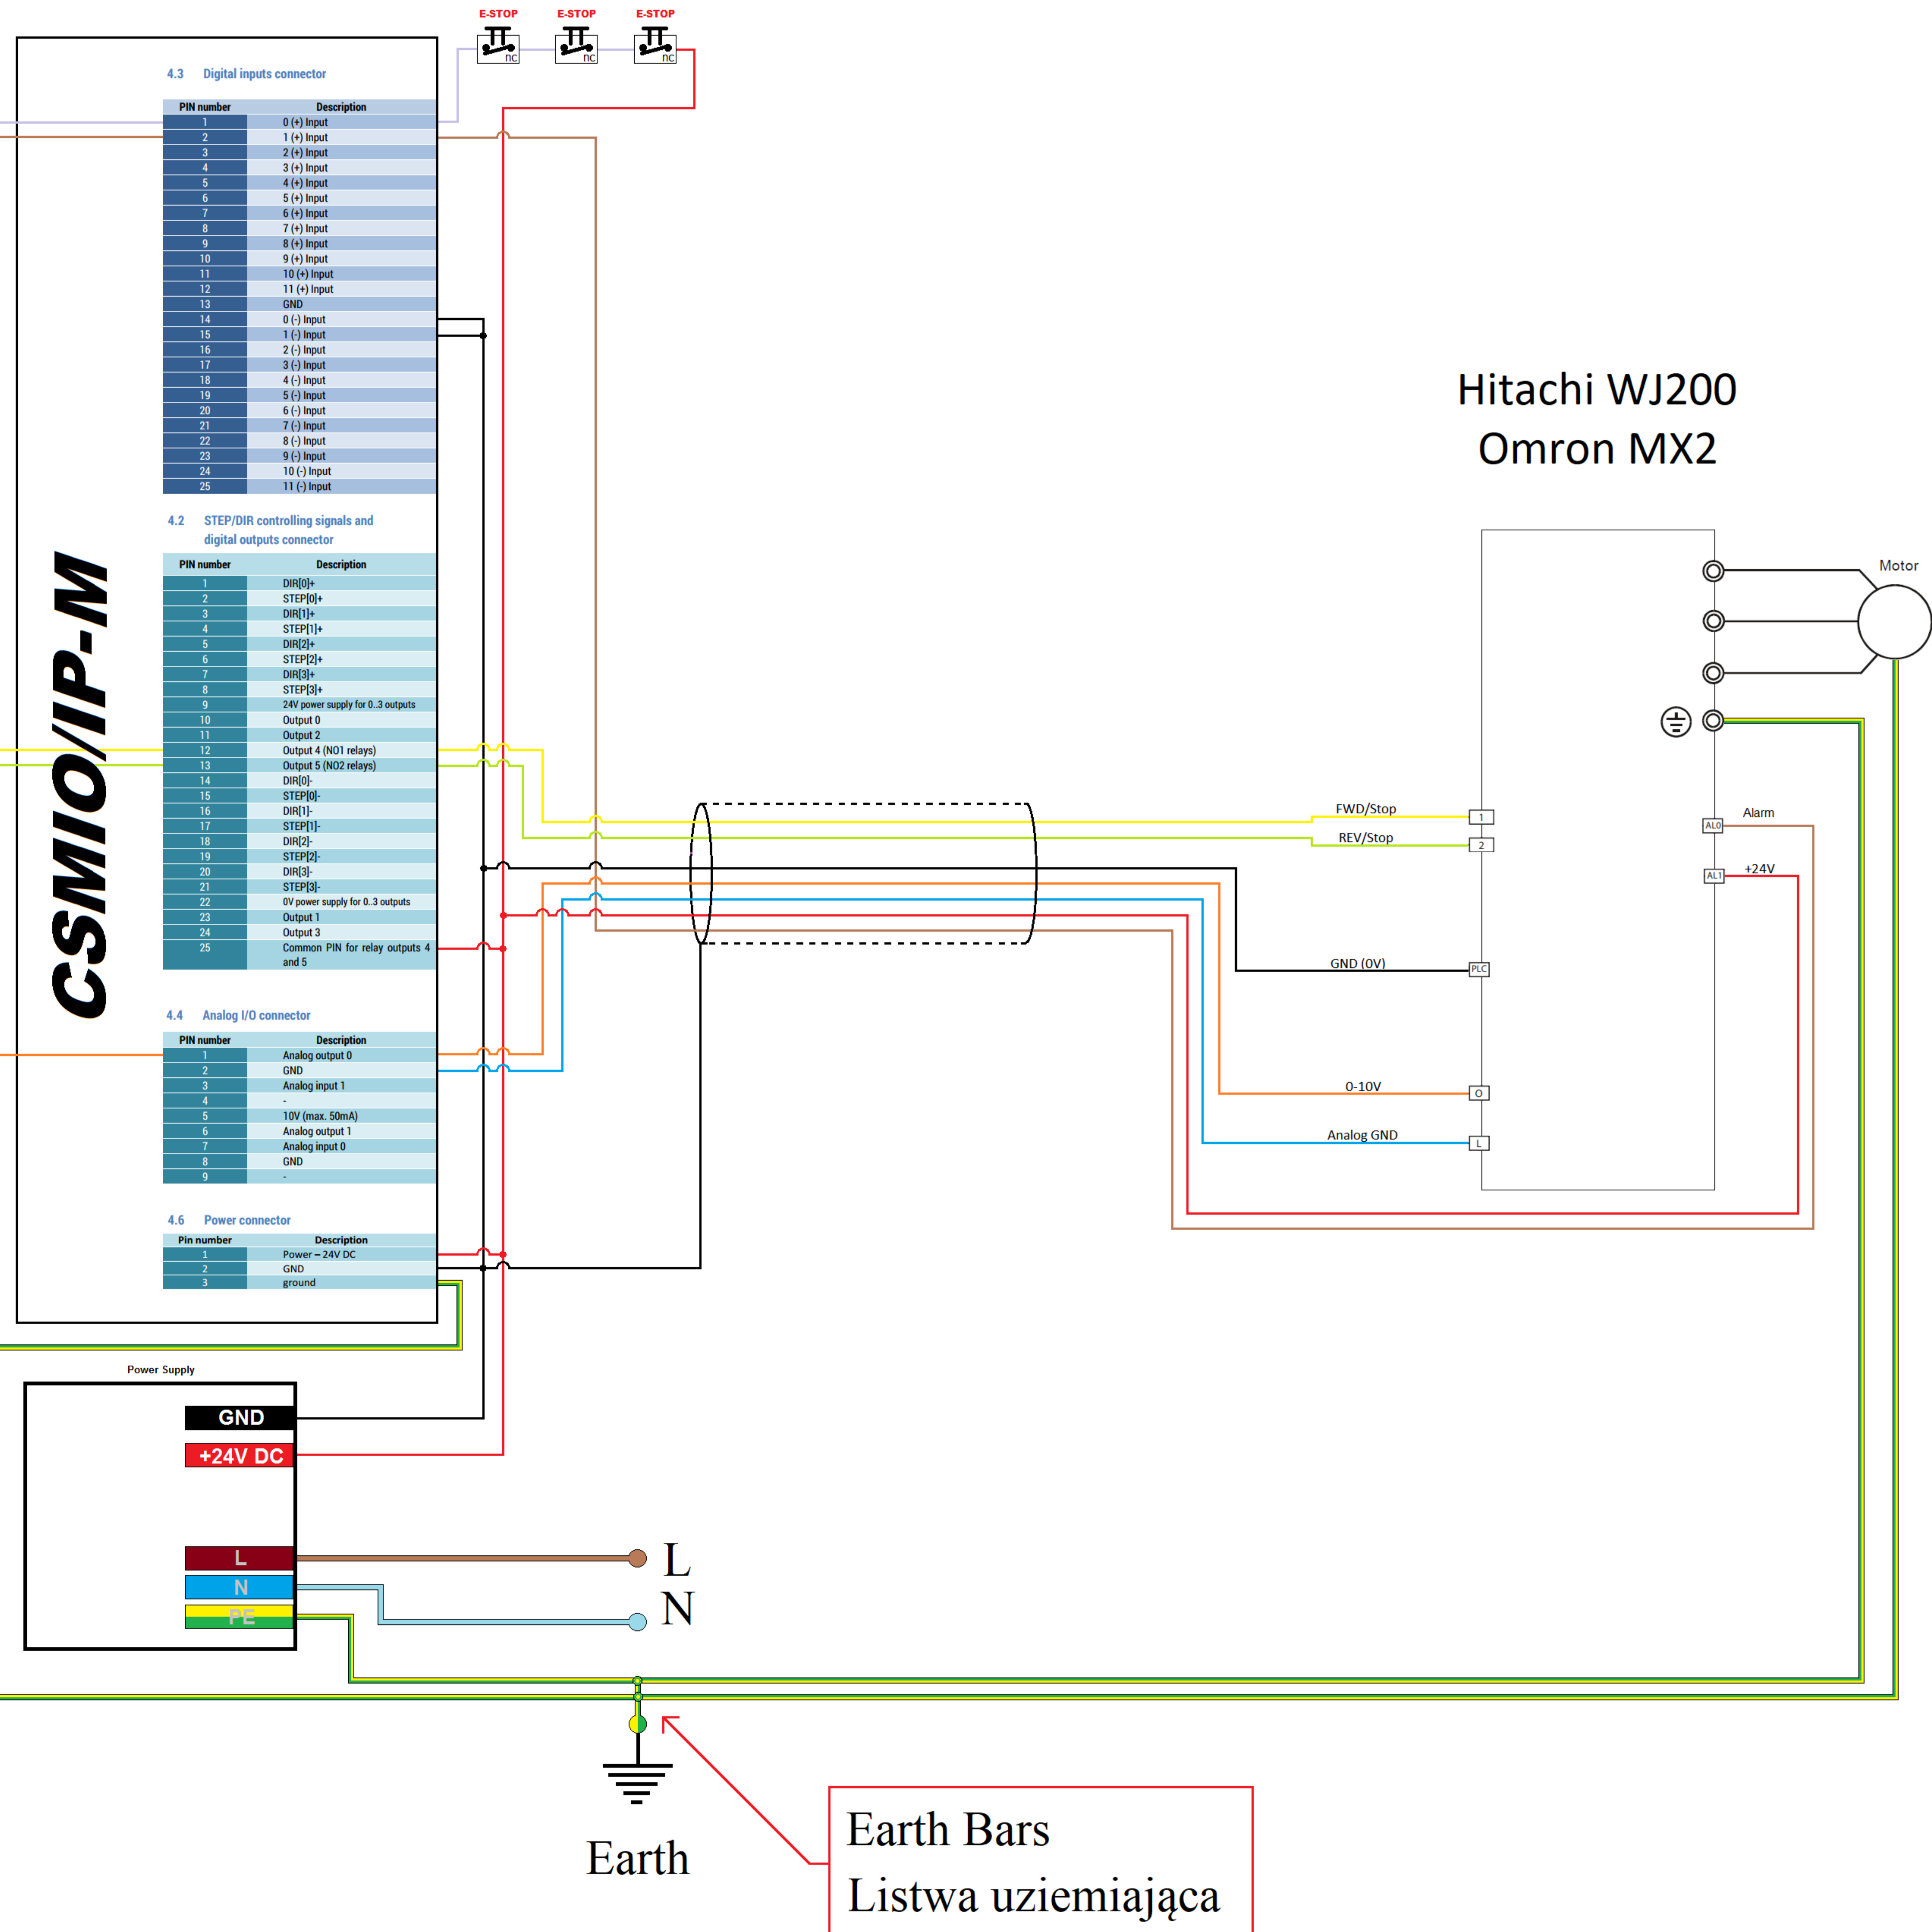 E-STOP E-STOP E-STOP
nc nc nc
4.3 Digital inputs connector
PIN number Description
1 0 (+) Input
2 1 (+) Input
3 2 (+) Input
4 3 (+) Input
5 4 (+) Input
6 5 (+) Input
7 6 (+) Input
8 7 (+) Input
9 8 (+) Input
10 9 (+) Input
11 10 (+) Input
12 11 (+) Input
13 GND
14 0 (-) Input
15 1 (-) Input
16 2 (-) Input
17 3 (-) Input
18 4 (-) Input
19 5 (-) Input
20 6 (-) Input
21 7 (-) Input
22 8 (-) Input
23 9 (-) Input
24 10 (-) Input
25 11 (-) Input
4.2 STEP/DIR controlling signals and
digital outputs connector
PIN number Description
1 DIR[0]+
2 STEP[0]+
3 DIR[1]+
4 STEP[1]+
5 DIR[2]+
6 STEP[2]+
7 DIR[3]+
8 STEP[3]+
9 24V power supply for 0..3 outputs
10 Output 0
11 Output 2
12 Output 4 (NO1 relays)
13 Output 5 (NO2 relays)
14 DIR[0]-
15 STEP[0]-
16 DIR[1]-
17 STEP[1]-
18 DIR[2]-
19 STEP[2]-
20 DIR[3]-
21 STEP[3]-
22 0V power supply for 0..3 outputs
23 Output 1
24 Output 3
25 Common PIN for relay outputs 4
and 5
4.4 Analog I/O connector
PIN number Description
1 Analog output 0
2 GND
3 Analog input 1
4 -
5 10V (max. 50mA)
6 Analog output 1
7 Analog input 0
8 GND
9 -
4.6 Power connector
Pin number Description
1 Power – 24V DC
2 GND
3 ground
CSMIO/IP-M
Hitachi WJ200
Omron MX2
Motor
FWD/Stop 1
REV/Stop 2
Alarm
AL0
+24V
AL1
GND (0V) PLC
0-10V O
Analog GND L
Power Supply
GND
+24V DC
L
N
PE
L
N
Earth
Earth Bars
Listwa uziemiająca